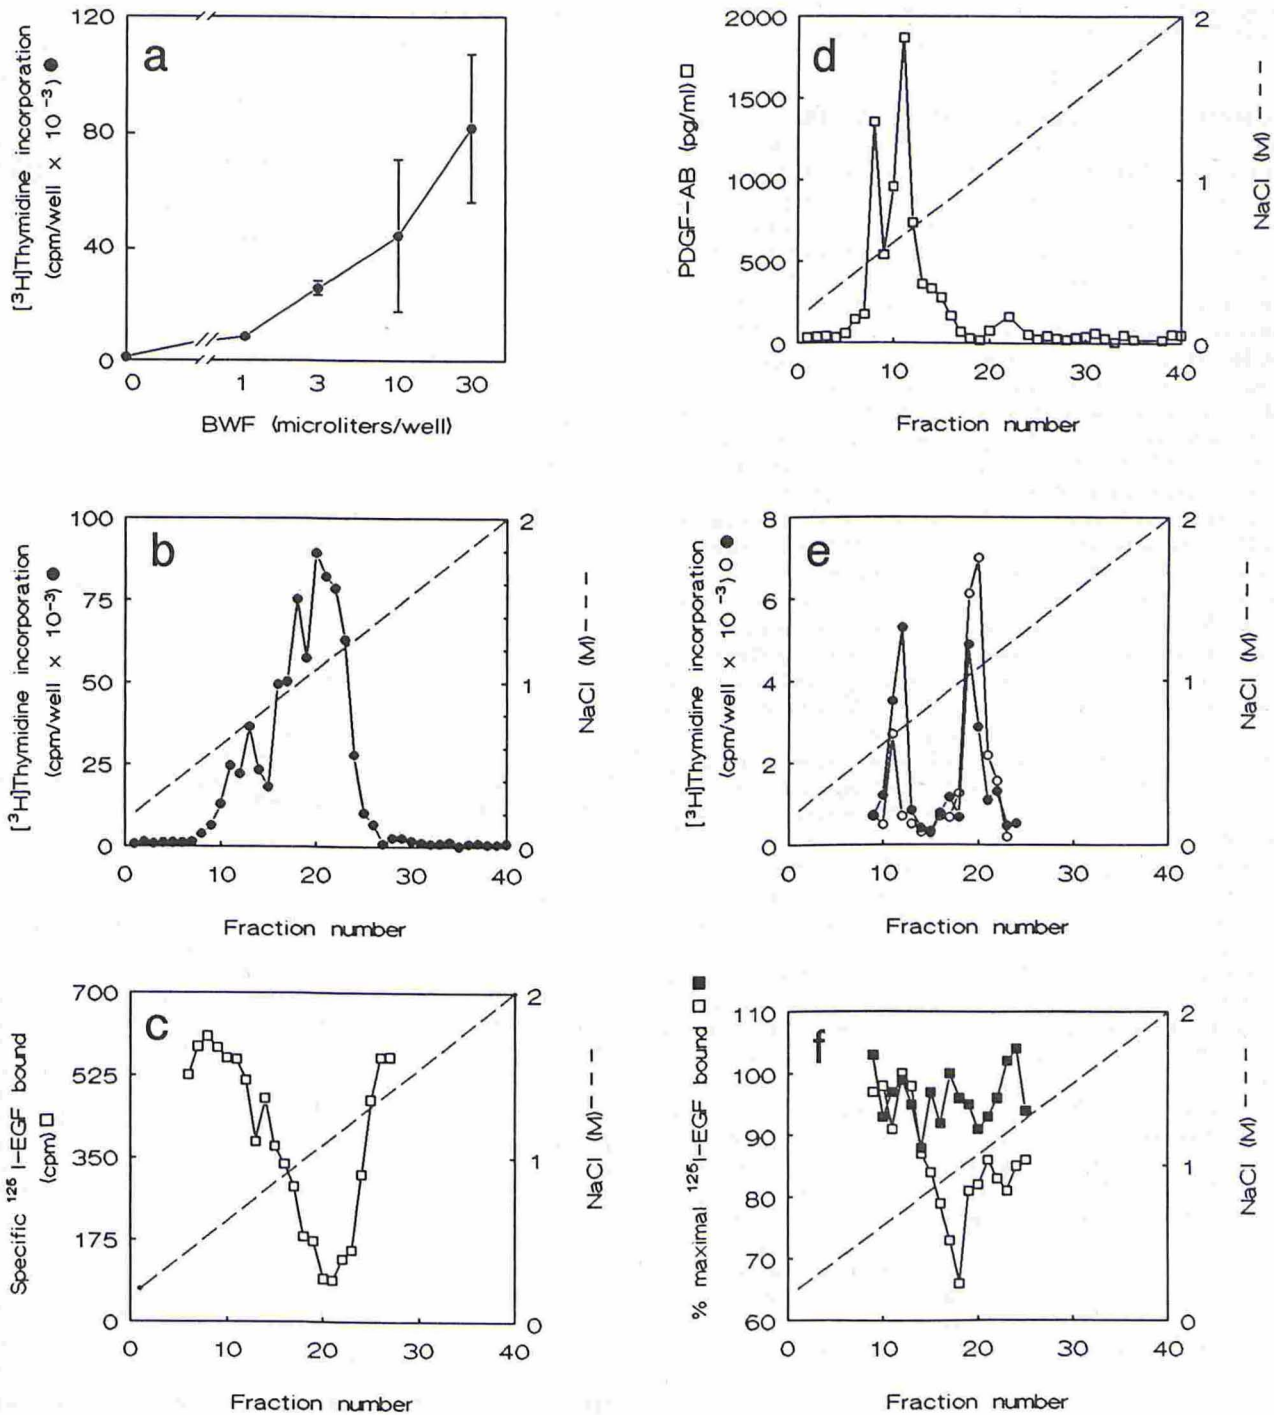 a
120
80
40
0
[³H]Thymidine incorporation
(cpm/well × 10⁻³) ●
0 1 3 10 30
BWF (microliters/well)
d
2000
1500
1000
500
0
PDGF-AB (pg/ml) □
2
1
0
NaCl (M) ---
0 10 20 30 40
Fraction number
b
100
75
50
25
0
[³H]Thymidine incorporation
(cpm/well × 10⁻³) ●
2
1
0
NaCl (M) ---
0 10 20 30 40
Fraction number
e
8
6
4
2
0
[³H]Thymidine incorporation
(cpm/well × 10⁻³) ○ ●
2
1
0
NaCl (M) ---
0 10 20 30 40
Fraction number
c
700
525
350
175
0
Specific ¹²⁵I-EGF bound
(cpm) □
2
1
0
NaCl (M) ---
0 10 20 30 40
Fraction number
f
110
100
90
80
70
60
% maximal ¹²⁵I-EGF bound □ ■
2
1
0
NaCl (M) ---
0 10 20 30 40
Fraction number